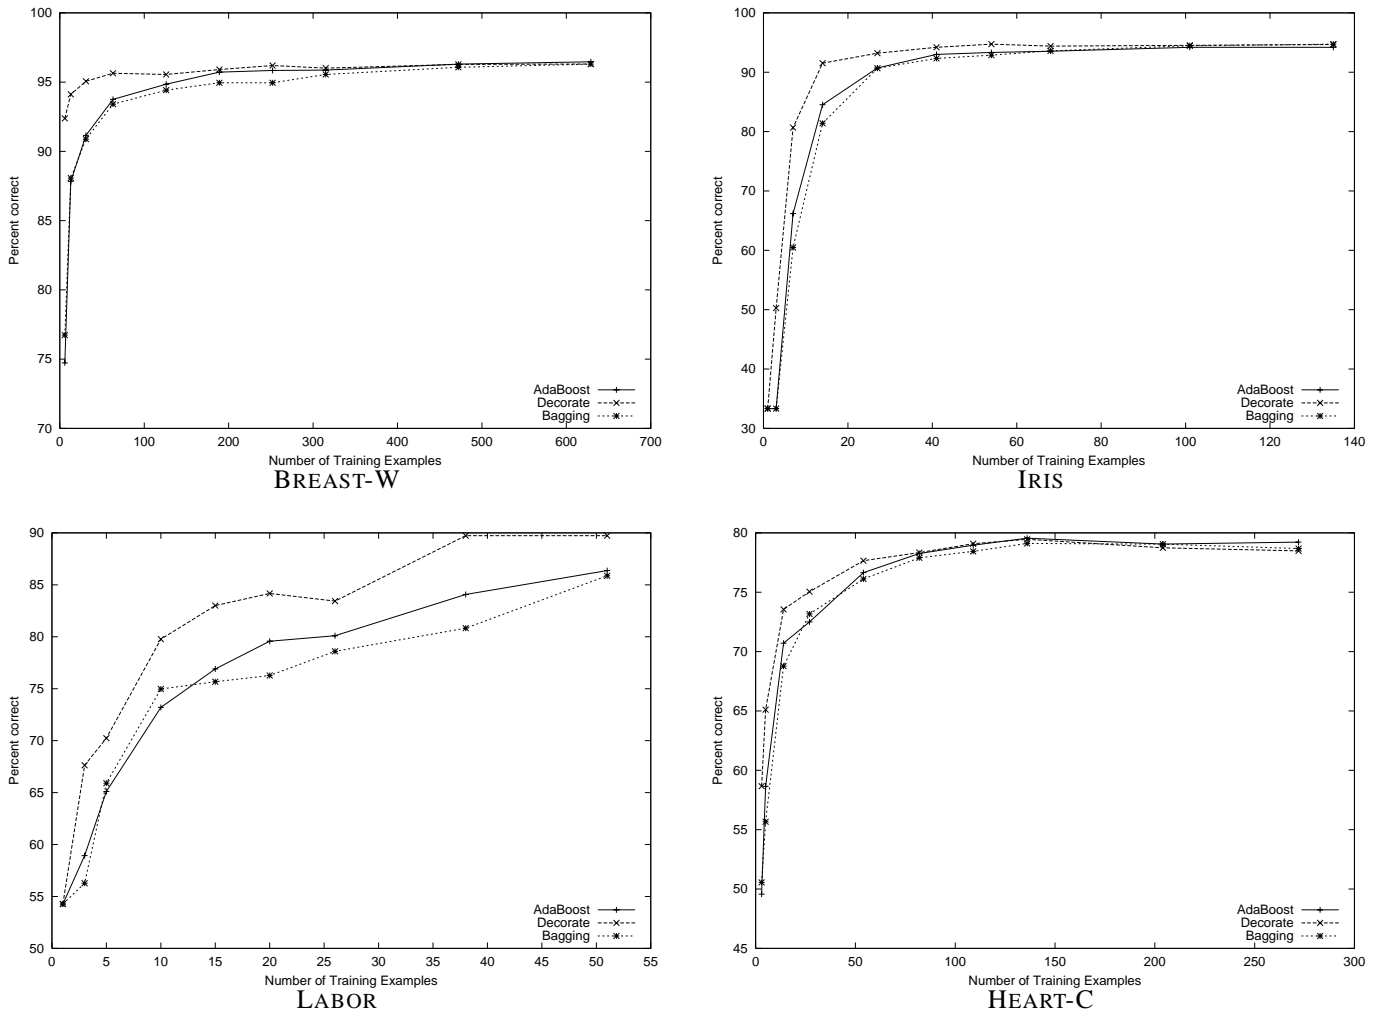 100
95
90
85
80
75
70
Percent correct
AdaBoost
Decorate
Bagging
0 100 200 300 400 500 600 700
Number of Training Examples
BREAST-W
100
90
80
70
60
50
40
30
Percent correct
AdaBoost
Decorate
Bagging
0 20 40 60 80 100 120 140
Number of Training Examples
IRIS
90
85
80
75
70
65
60
55
50
Percent correct
AdaBoost
Decorate
Bagging
0 5 10 15 20 25 30 35 40 45 50 55
Number of Training Examples
LABOR
80
75
70
65
60
55
50
45
Percent correct
AdaBoost
Decorate
Bagging
0 50 100 150 200 250 300
Number of Training Examples
HEART-C